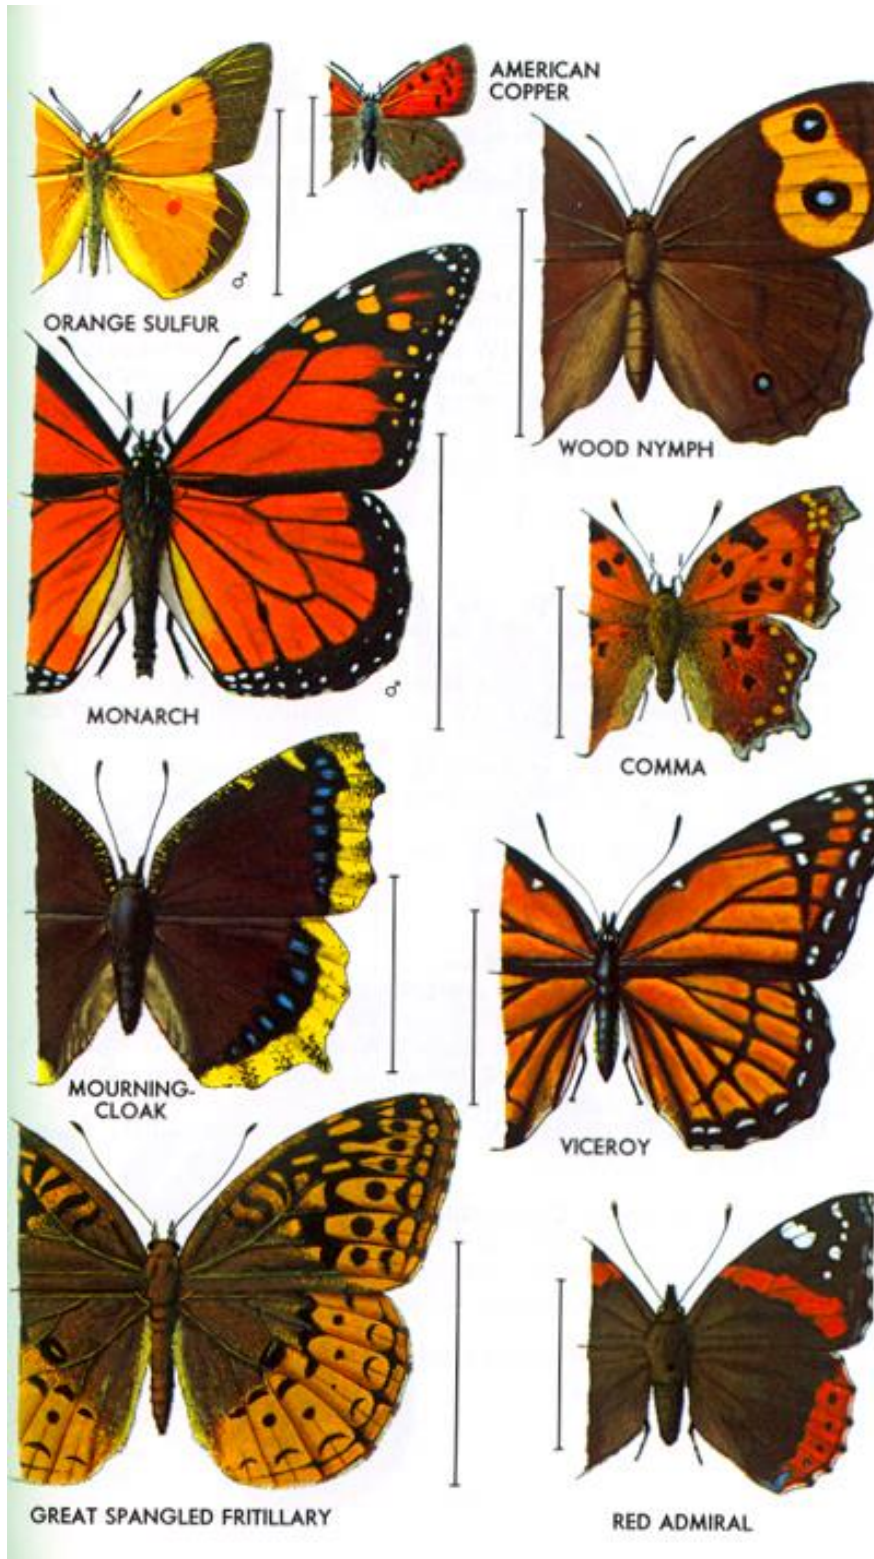 AMERICAN
COPPER
ORANGE SULFUR
♂
WOOD NYMPH
MONARCH
♂
COMMA
MOURNING-
CLOAK
VICEROY
GREAT SPANGLED FRITILLARY
RED ADMIRAL